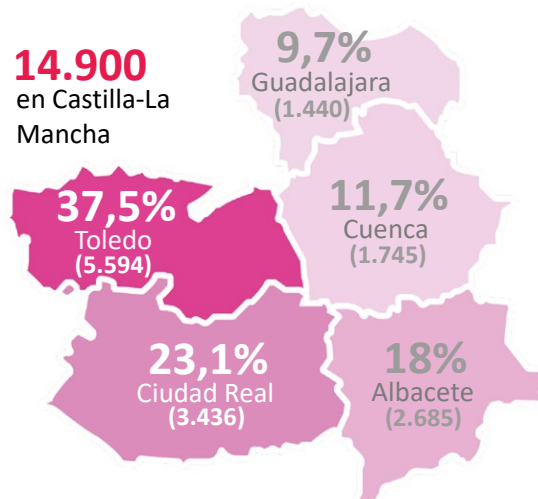 14.900
en Castilla-La
Mancha
9,7%
Guadalajara
(1.440)
37,5%
Toledo
(5.594)
11,7%
Cuenca
(1.745)
23,1%
Ciudad Real
(3.436)
18%
Albacete
(2.685)